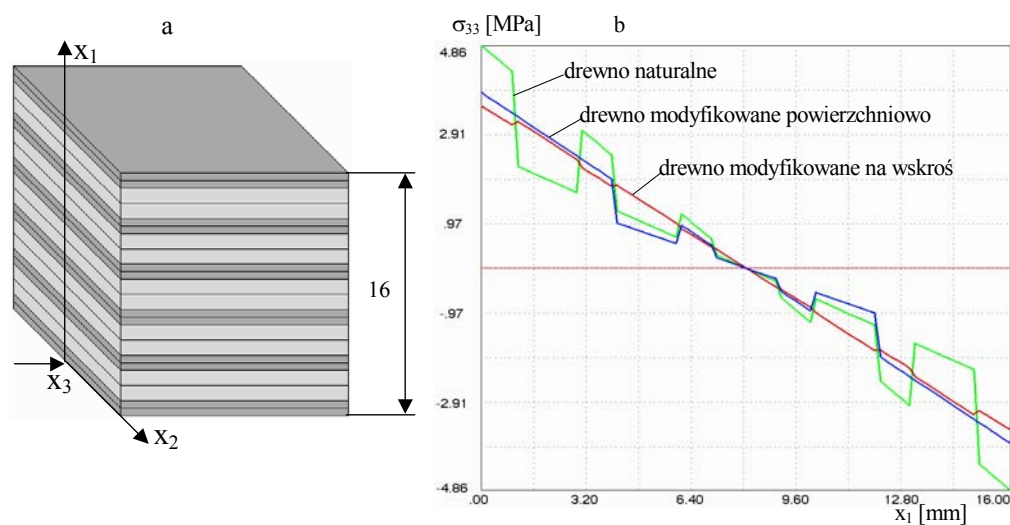 a
x₁
16
x₃
x₂
σ₃₃ [MPa]
b
drewno naturalne
drewno modyfikowane powierzchniowo
drewno modyfikowane na wskroś
4.86
2.91
.97
-.97
-2.91
-4.86
.00
3.20
6.40
9.60
12.80
16.00
x₁ [mm]